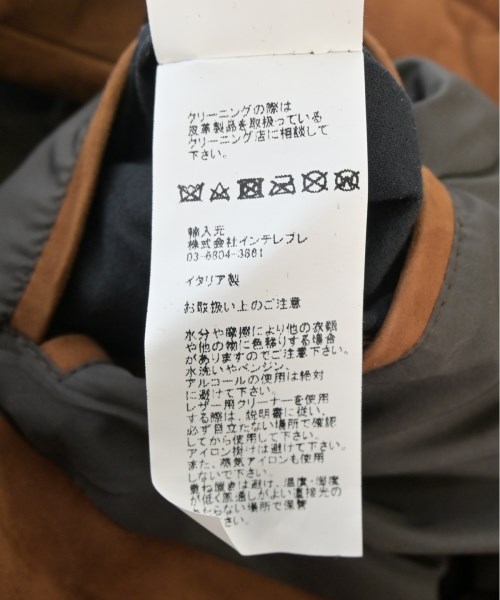 クリーニングの際は
皮革製品を取扱っている
クリーニング店に相談して
下さい。
輸入元
株式会社インテレプレ
03-6804-3861
イタリア製
お取扱い上のご注意
水分や摩擦により他の衣類
や他の物に色移りする場合
がありますのでご注意下さい。
水洗いやベンジン、
アルコールの使用は絶対
に避けて下さい。
レザー用クリーナーを使用
する際は、説明書に従い、
必ず目立たない場所で確認
してから使用して下さい。
アイロン掛けは避けて下さい。
また、蒸気アイロンも使用
しないで下さい。
重ね置きは避け、温度・湿度
が低く風通しがよい直接光の
当たらない場所で保管
さい。